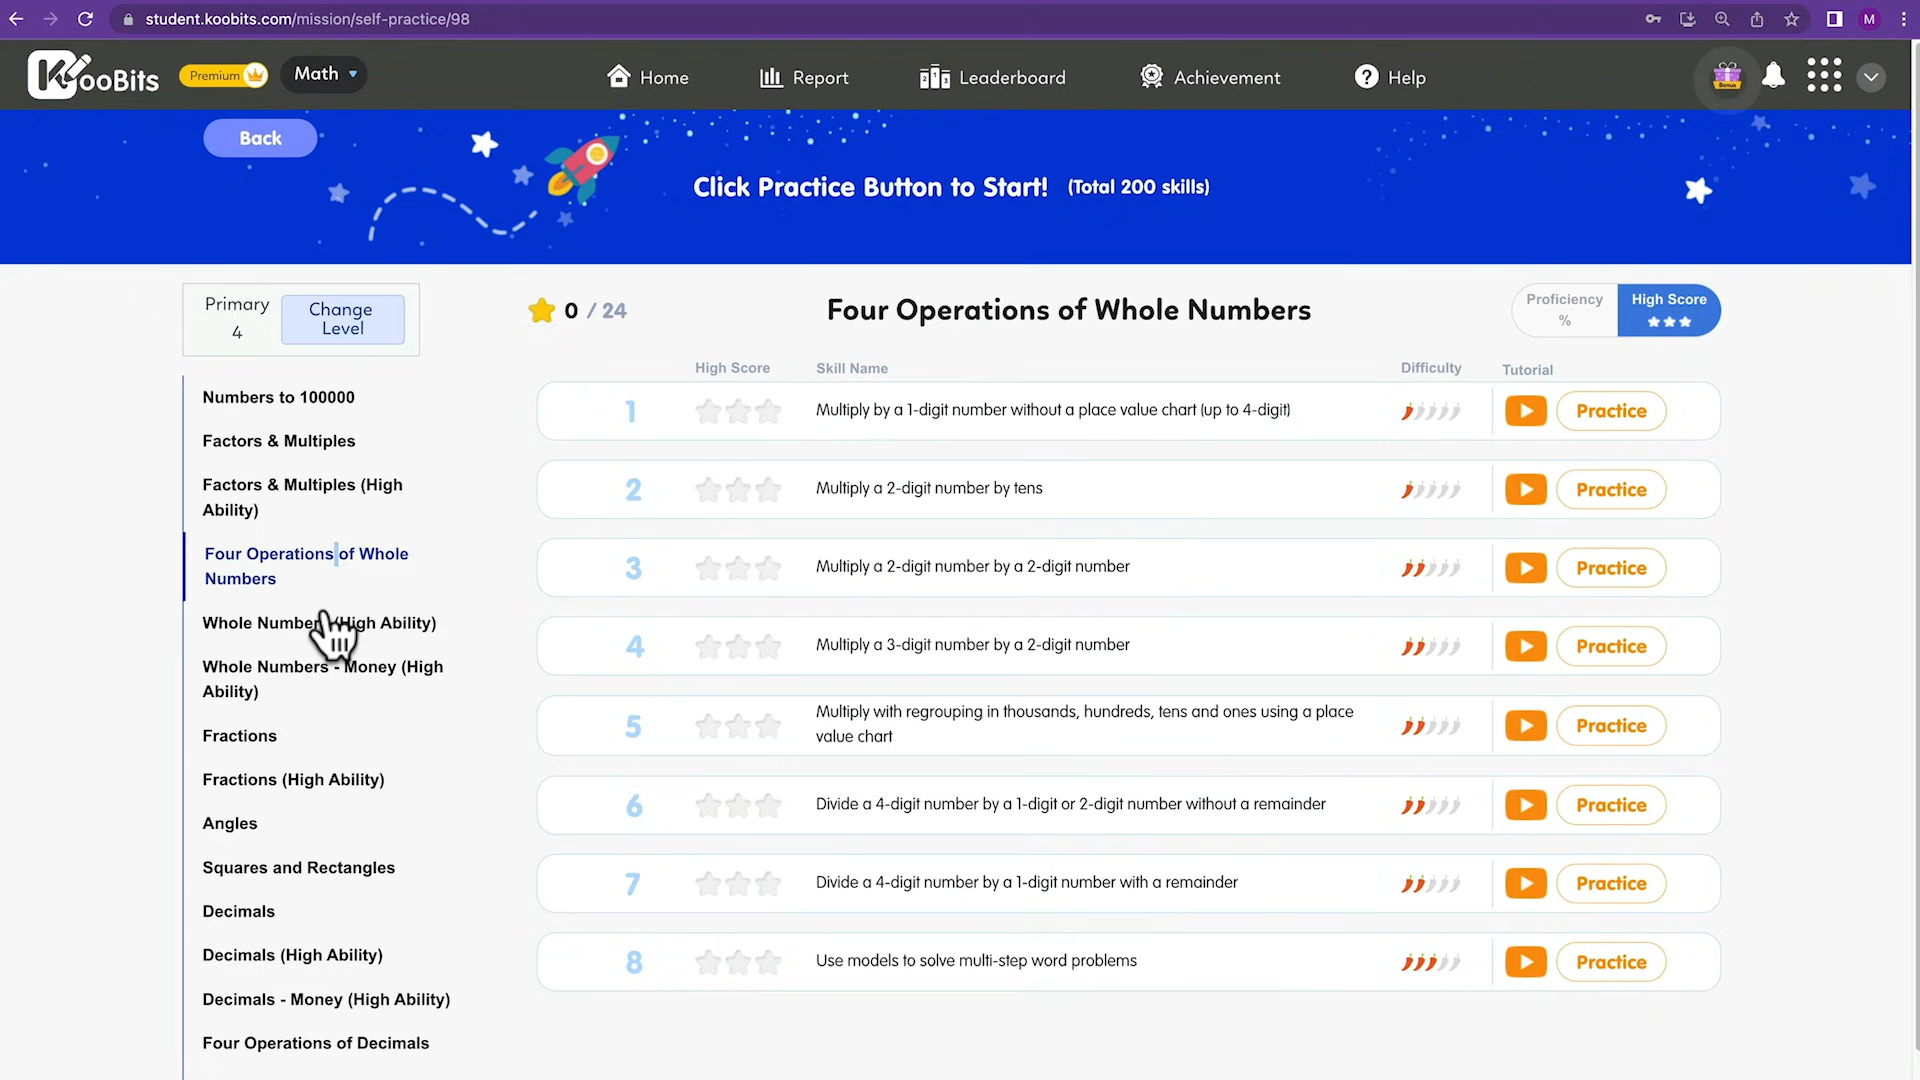 student.koobits.com/mission/self-practice/98
M
KooBits
Premium
Math
Home
Report
Leaderboard
Achievement
Help
Bonus
Back
Click Practice Button to Start! (Total 200 skills)
Primary
4
Change
Level
0 / 24
Four Operations of Whole Numbers
Proficiency
%
High Score
High Score
Skill Name
Difficulty
Tutorial
Numbers to 100000
Factors & Multiples
Factors & Multiples (High
Ability)
Four Operations of Whole
Numbers
Whole Number (High Ability)
Whole Numbers - Money (High
Ability)
Fractions
Fractions (High Ability)
Angles
Squares and Rectangles
Decimals
Decimals (High Ability)
Decimals - Money (High Ability)
Four Operations of Decimals
1 Multiply by a 1-digit number without a place value chart (up to 4-digit) Practice
2 Multiply a 2-digit number by tens Practice
3 Multiply a 2-digit number by a 2-digit number Practice
4 Multiply a 3-digit number by a 2-digit number Practice
5 Multiply with regrouping in thousands, hundreds, tens and ones using a place
value chart Practice
6 Divide a 4-digit number by a 1-digit or 2-digit number without a remainder Practice
7 Divide a 4-digit number by a 1-digit number with a remainder Practice
8 Use models to solve multi-step word problems Practice